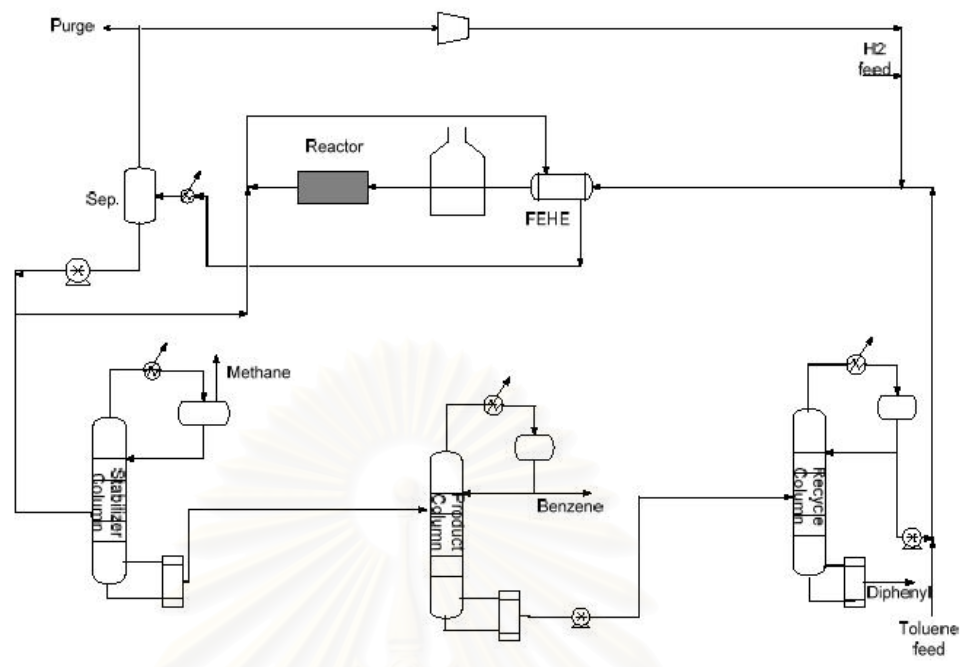 Purge
H2
feed
Reactor
Sep.
FEHE
Methane
Stabilizer
Column
Product
Column
Benzene
Recycle
Column
Diphenyl
Toluene
feed